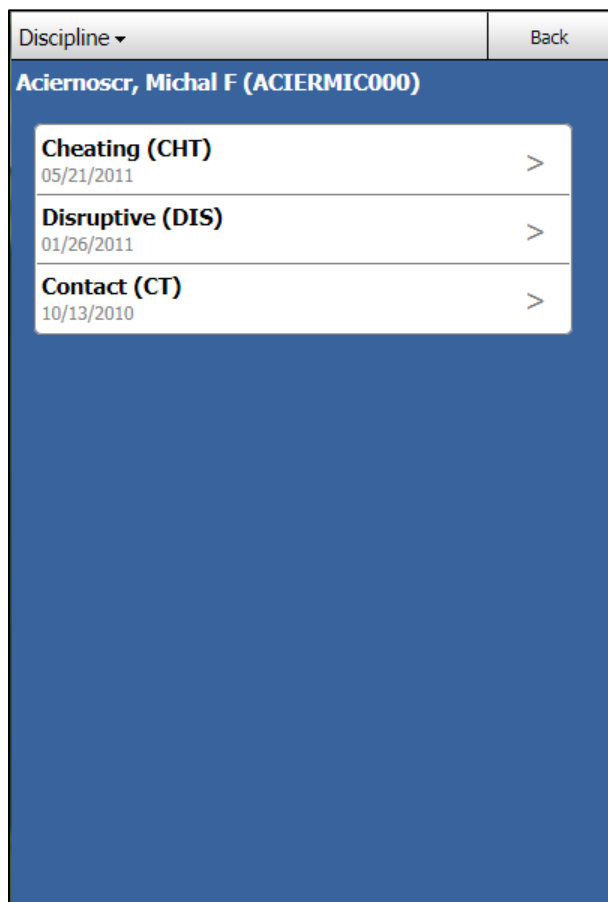 Discipline ▾ Back
Aciernoscr, Michal F (ACIERMIC000)
Cheating (CHT)
05/21/2011
>
Disruptive (DIS)
01/26/2011
>
Contact (CT)
10/13/2010
>